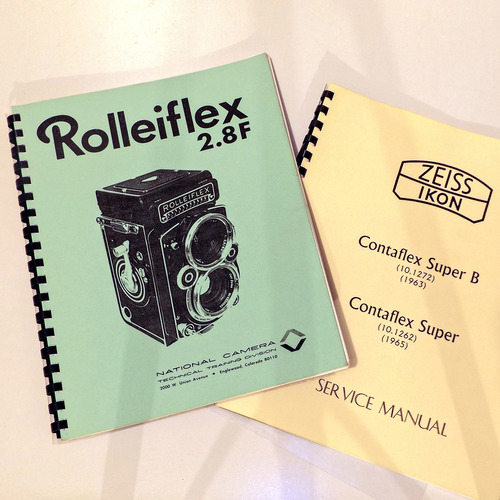 Rolleiflex
2.8F
ROLLEIFLEX
NATIONAL CAMERA
TECHNICAL TRAINING DIVISION
2000 W Union Avenue • Englewood, Colorado 80110
ZEISS
IKON
Contaflex Super B
(10.1272)
(1963)
Contaflex Super
(10.1262)
(1965)
SERVICE MANUAL